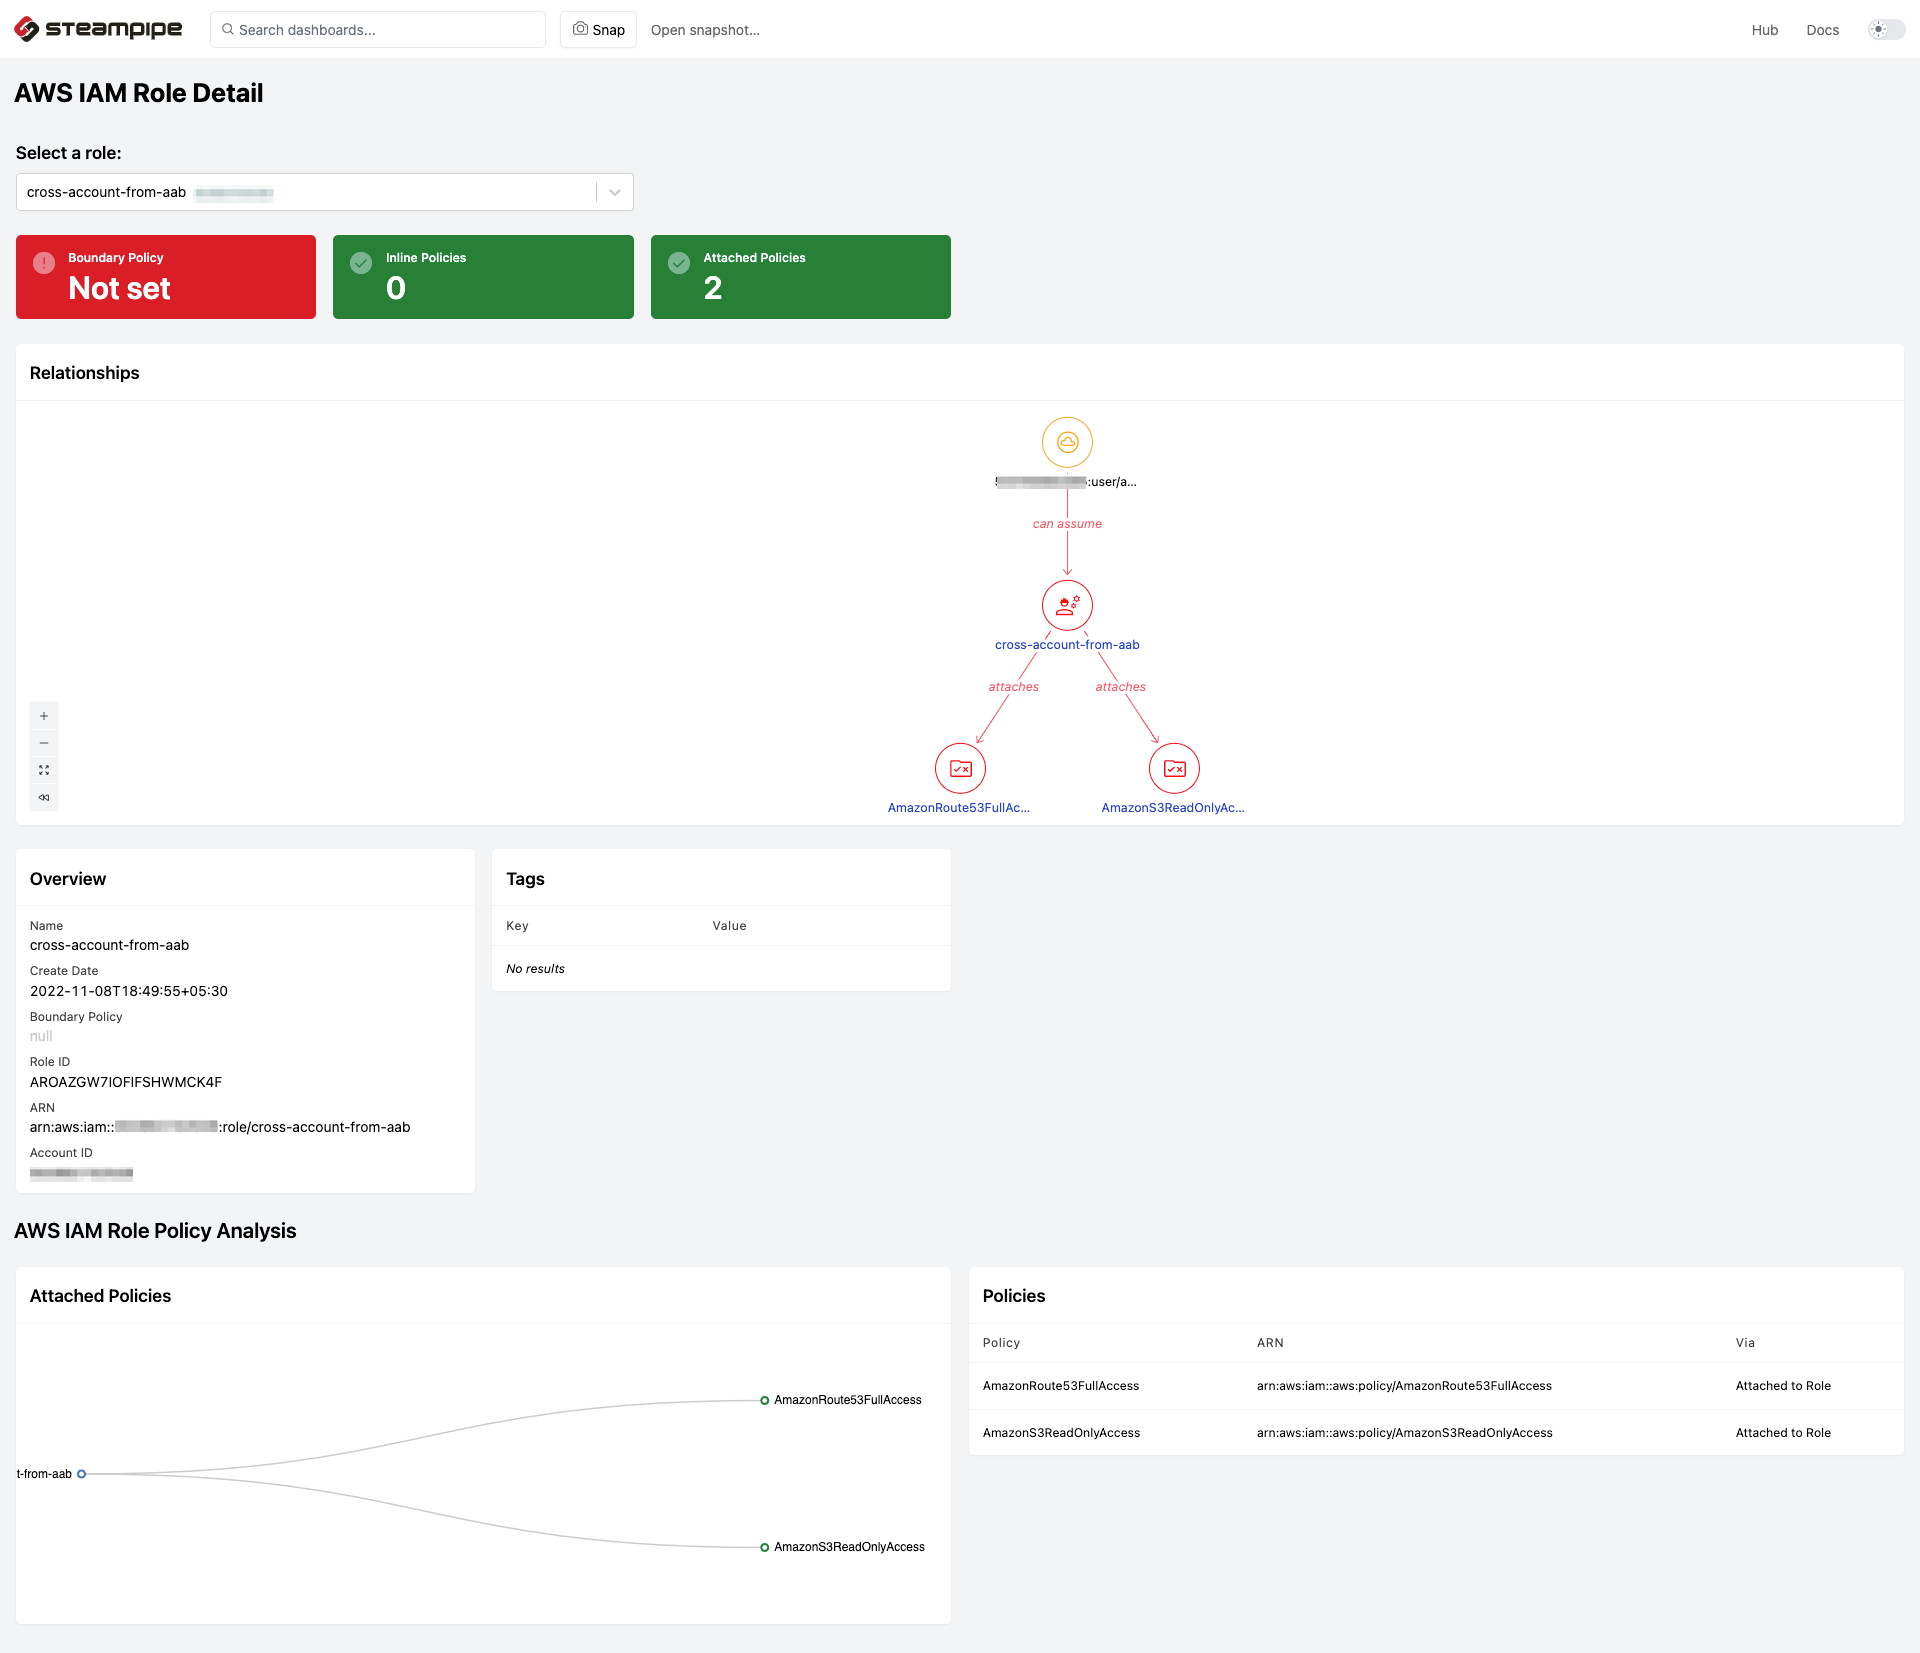 steampipe
Search dashboards...
Snap
Open snapshot...
Hub
Docs
AWS IAM Role Detail
Select a role:
cross-account-from-aab
Boundary Policy
Not set
Inline Policies
0
Attached Policies
2
Relationships
:user/a...
can assume
cross-account-from-aab
attaches
attaches
AmazonRoute53FullAc...
AmazonS3ReadOnlyAc...
Overview
Name
cross-account-from-aab
Create Date
2022-11-08T18:49:55+05:30
Boundary Policy
null
Role ID
AROAZGW7IOFIFSHWMCK4F
ARN
arn:aws:iam:: :role/cross-account-from-aab
Account ID
Tags
Key Value
No results
AWS IAM Role Policy Analysis
Attached Policies
AmazonRoute53FullAccess
t-from-aab
AmazonS3ReadOnlyAccess
Policies
Policy ARN Via
AmazonRoute53FullAccess arn:aws:iam::aws:policy/AmazonRoute53FullAccess Attached to Role
AmazonS3ReadOnlyAccess arn:aws:iam::aws:policy/AmazonS3ReadOnlyAccess Attached to Role